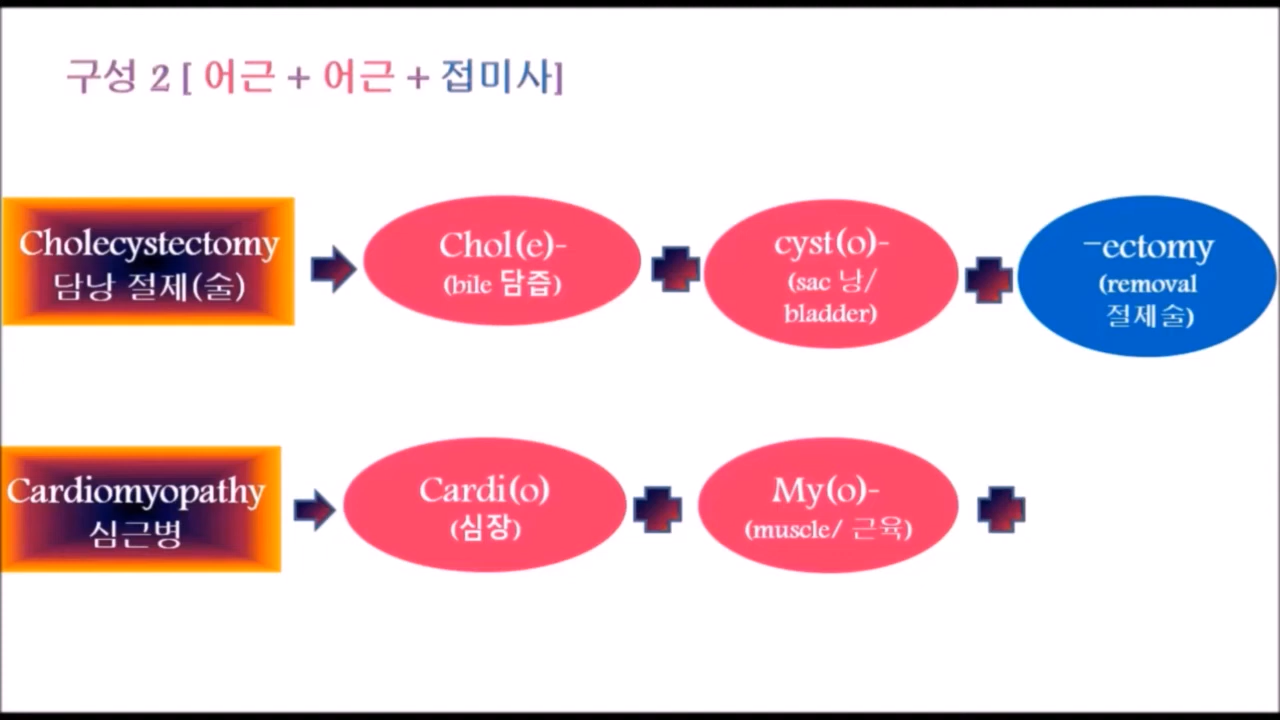 구성 2 [ 어근 + 어근 + 접미사]
Cholecystectomy
담낭 절제(술)
Chol(e)-
(bile 담즙)
cyst(o)-
(sac 낭/
bladder)
-ectomy
(removal
절제술)
Cardiomyopathy
심근병
Cardi(o)
(심장)
My(o)-
(muscle/ 근육)